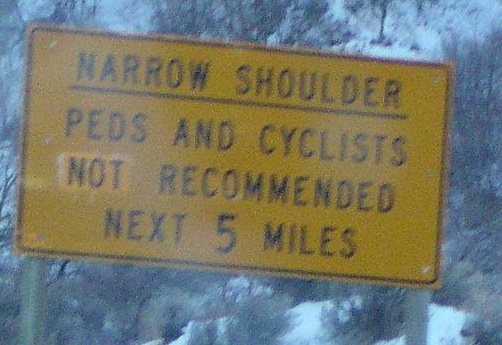 NARROW SHOULDER
PEDS AND CYCLISTS
NOT RECOMMENDED
NEXT 5 MILES